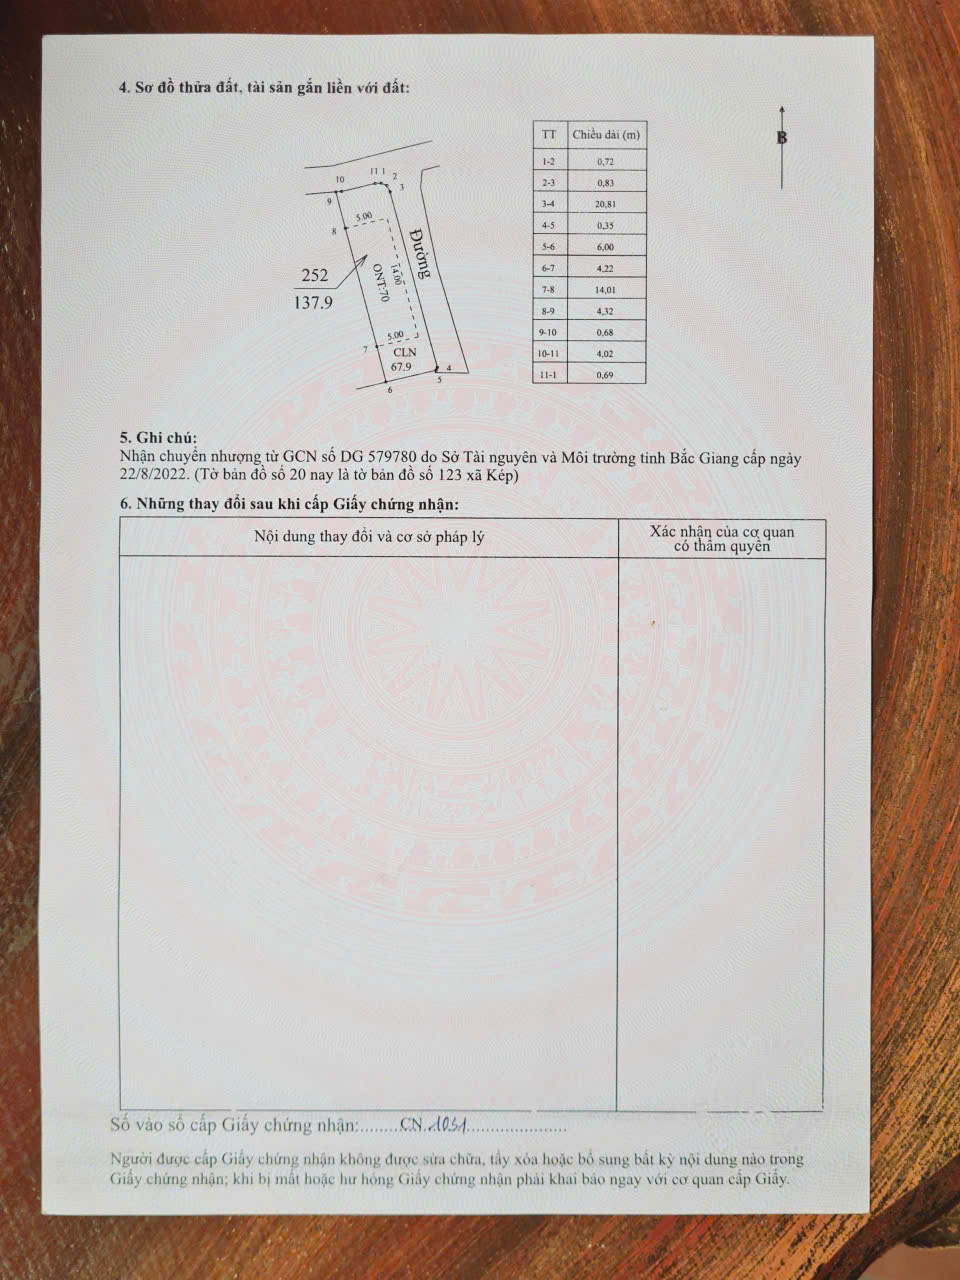 4. Sơ đồ thửa đất, tài sản gắn liền với đất:
B
10 11 1 2
3
9
8
5.00
Đường
14.00
ONT:70
252
137.9
5.00
7
CLN
67.9
4
5
6
TT Chiều dài (m)
1-2 0,72
2-3 0,83
3-4 20,81
4-5 0,35
5-6 6,00
6-7 4,22
7-8 14,01
8-9 4,32
9-10 0,68
10-11 4,02
11-1 0,69
5. Ghi chú:
Nhận chuyển nhượng từ GCN số DG 579780 do Sở Tài nguyên và Môi trường tỉnh Bắc Giang cấp ngày
22/8/2022. (Tờ bản đồ số 20 nay là tờ bản đồ số 123 xã Kép)
6. Những thay đổi sau khi cấp Giấy chứng nhận:
Nội dung thay đổi và cơ sở pháp lý
Xác nhận của cơ quan
có thẩm quyền
Số vào sổ cấp Giấy chứng nhận:........CN..1051......................
Người được cấp Giấy chứng nhận không được sửa chữa, tẩy xóa hoặc bổ sung bất kỳ nội dung nào trong
Giấy chứng nhận; khi bị mất hoặc hư hỏng Giấy chứng nhận phải khai báo ngay với cơ quan cấp Giấy.